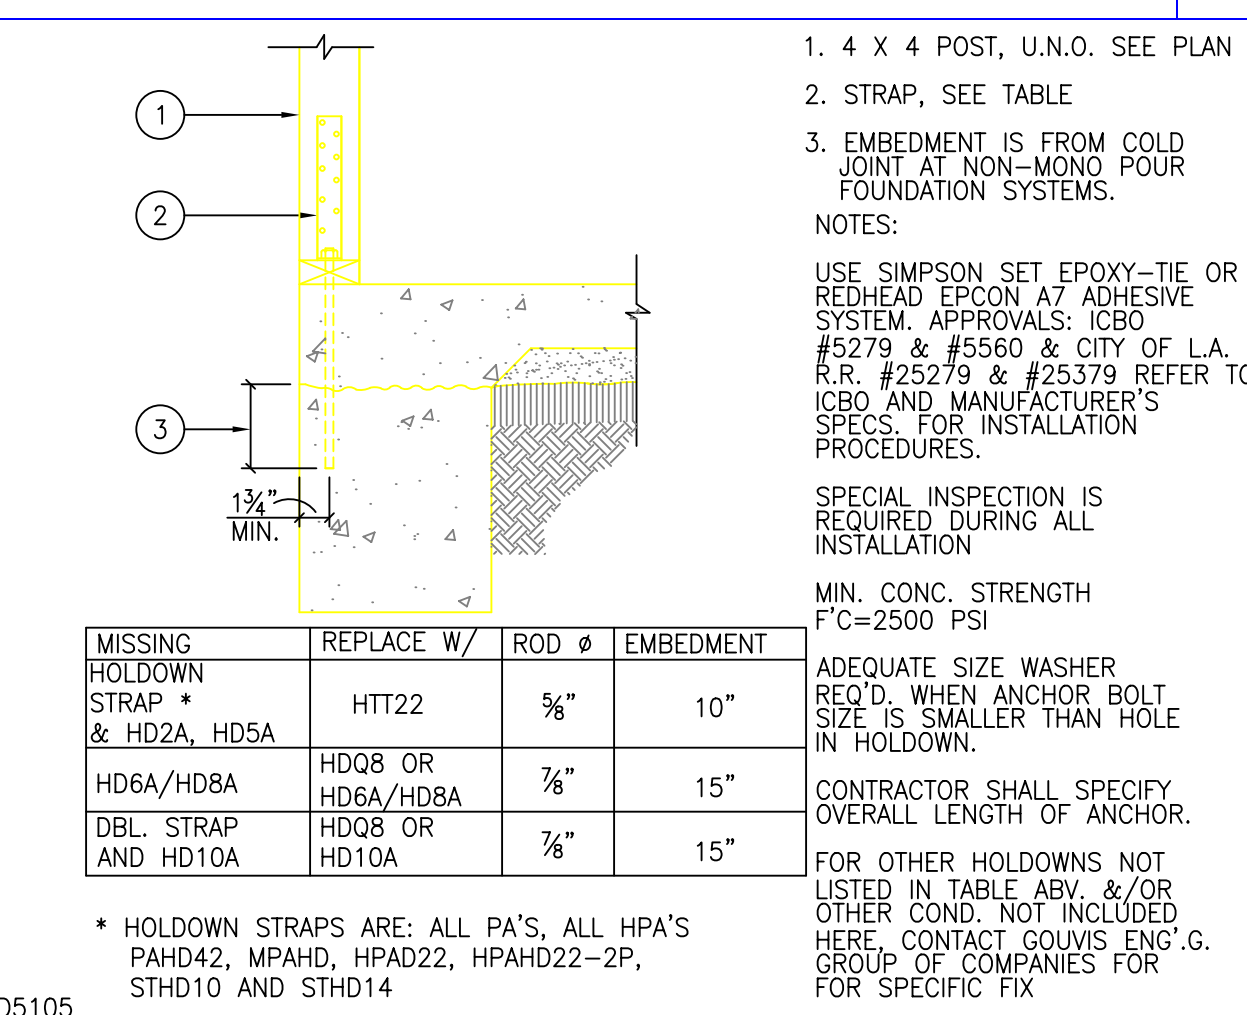 1. 4 X 4 POST, U.N.O. SEE PLAN
2. STRAP, SEE TABLE
3. EMBEDMENT IS FROM COLD
JOINT AT NON-MONO POUR
FOUNDATION SYSTEMS.
NOTES:
USE SIMPSON SET EPOXY-TIE OR
REDHEAD EPCON A7 ADHESIVE
SYSTEM. APPROVALS: ICBO
#5279 & #5560 & CITY OF L.A.
R.R. #25279 & #25379 REFER TO
ICBO AND MANUFACTURER'S
SPECS. FOR INSTALLATION
PROCEDURES.
SPECIAL INSPECTION IS
REQUIRED DURING ALL
INSTALLATION
MIN. CONC. STRENGTH
F'C=2500 PSI
ADEQUATE SIZE WASHER
REQ'D. WHEN ANCHOR BOLT
SIZE IS SMALLER THAN HOLE
IN HOLDOWN.
CONTRACTOR SHALL SPECIFY
OVERALL LENGTH OF ANCHOR.
FOR OTHER HOLDOWNS NOT
LISTED IN TABLE ABV. &/OR
OTHER COND. NOT INCLUDED
HERE, CONTACT GOUVIS ENG'.G.
GROUP OF COMPANIES FOR
FOR SPECIFIC FIX
1
2
3
1¾"
MIN.
MISSING REPLACE W/ ROD ø EMBEDMENT
HOLDOWN
STRAP * HTT22 ⅝" 10"
& HD2A, HD5A
HD6A/HD8A HDQ8 OR ⅞" 15"
HD6A/HD8A
DBL. STRAP HDQ8 OR ⅞" 15"
AND HD10A HD10A
* HOLDOWN STRAPS ARE: ALL PA'S, ALL HPA'S
PAHD42, MPAHD, HPAD22, HPAHD22-2P,
STHD10 AND STHD14
D5105